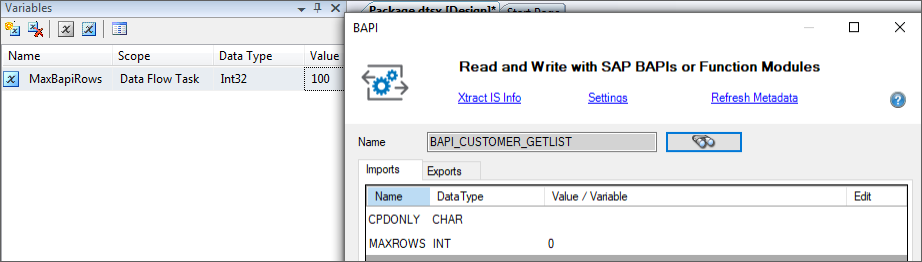 Variables
Name Scope Data Type Value
MaxBapiRows Data Flow Task Int32 100
Package.dtsx [Design]* Start Page
BAPI
Read and Write with SAP BAPIs or Function Modules
Xtract IS Info Settings Refresh Metadata
Name BAPI_CUSTOMER_GETLIST
Imports Exports
Name DataType Value / Variable Edit
CPDONLY CHAR
MAXROWS INT 0